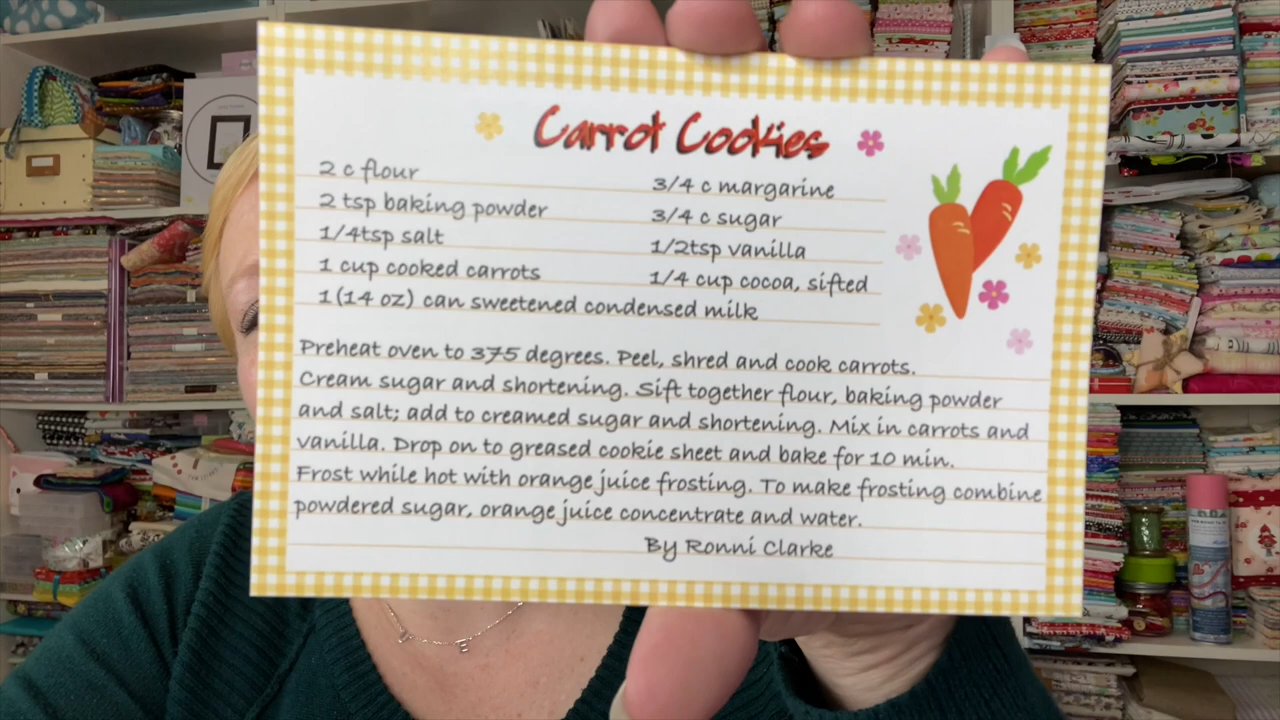 Carrot Cookies
2 c flour
2 tsp baking powder
1/4tsp salt
1 cup cooked carrots
1 (14 oz) can sweetened condensed milk
3/4 c margarine
3/4 c sugar
1/2tsp vanilla
1/4 cup cocoa, sifted
Preheat oven to 375 degrees. Peel, shred and cook carrots.
Cream sugar and shortening. Sift together flour, baking powder
and salt; add to creamed sugar and shortening. Mix in carrots and
vanilla. Drop on to greased cookie sheet and bake for 10 min.
Frost while hot with orange juice frosting. To make frosting combine
powdered sugar, orange juice concentrate and water.
By Ronni Clarke